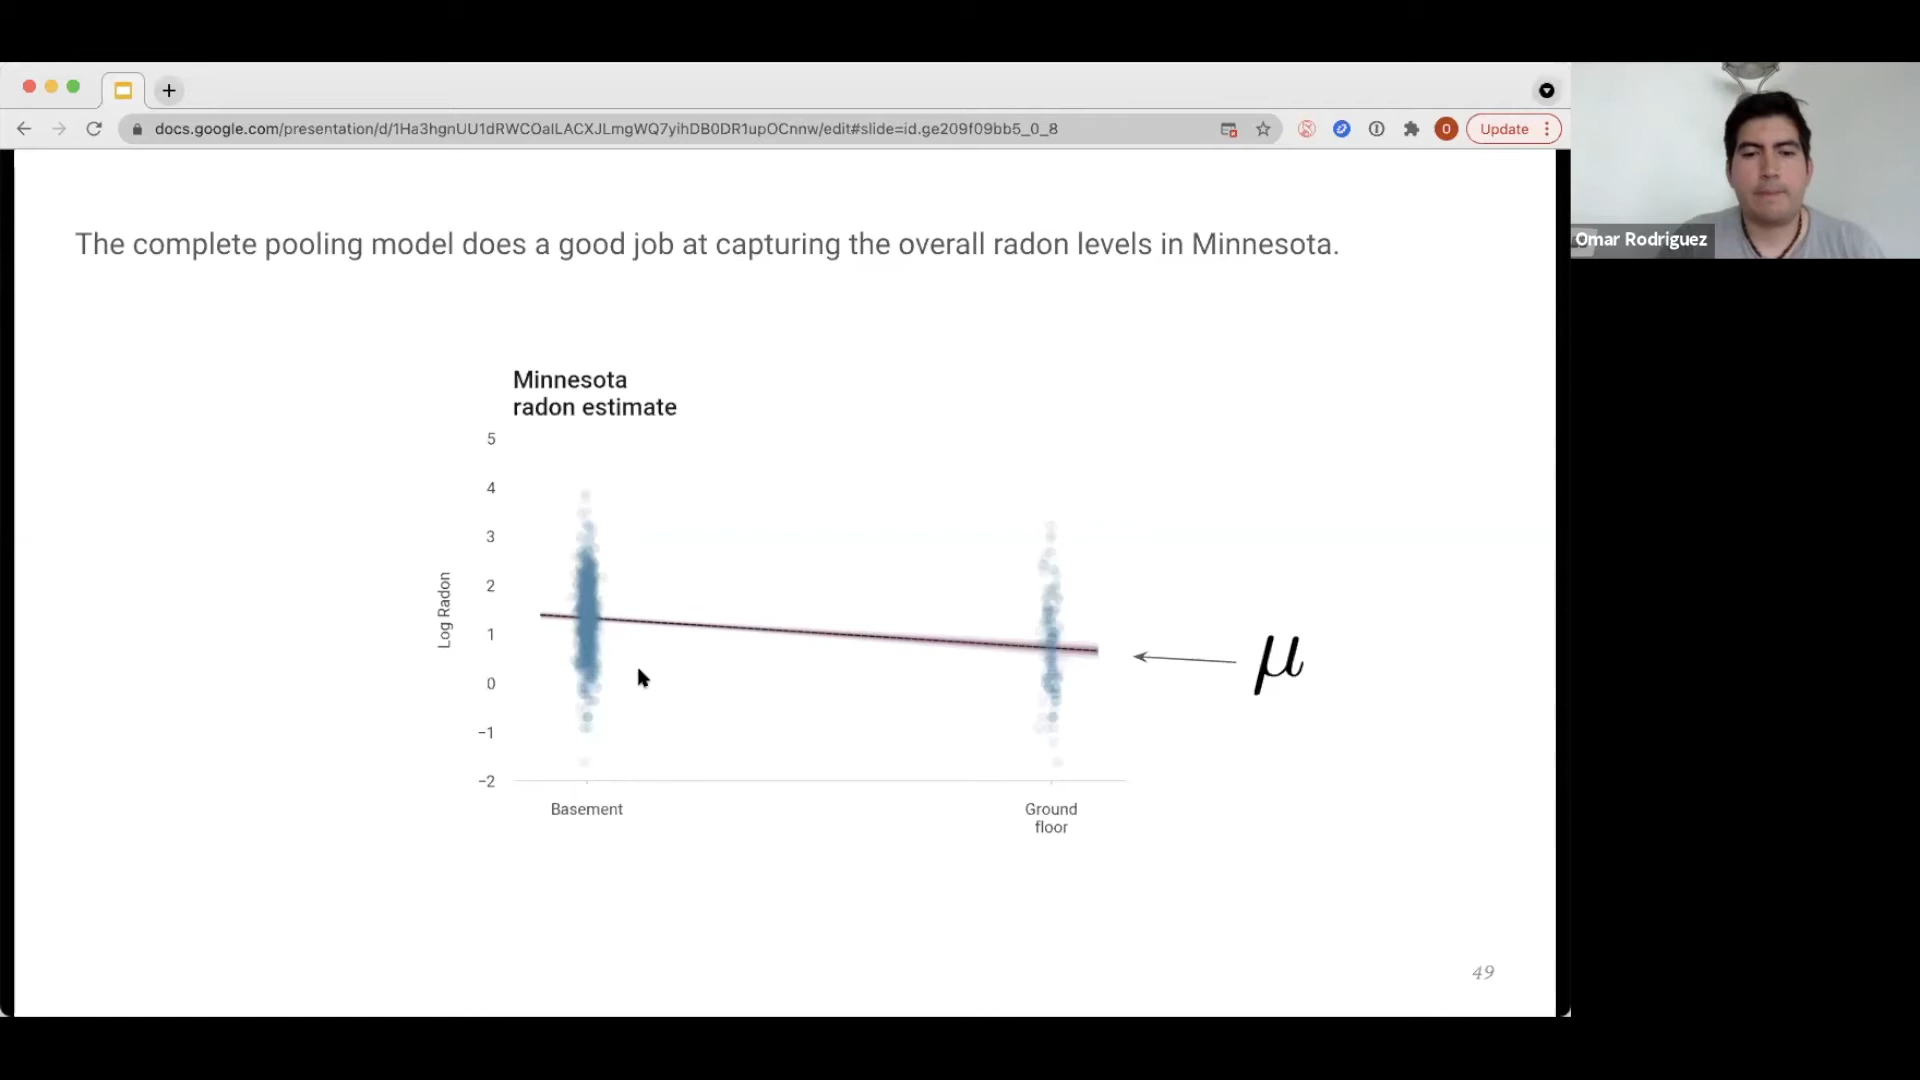 docs.google.com/presentation/d/1Ha3hgnUU1dRWCOalLACXJLmgWQ7yihDB0DR1upOCnnw/edit#slide=id.ge209f09bb5_0_8
O
Update
Omar Rodriguez
The complete pooling model does a good job at capturing the overall radon levels in Minnesota.
Minnesota
radon estimate
5
4
3
2
1
0
−1
−2
Log Radon
μ
Basement
Ground
floor
49